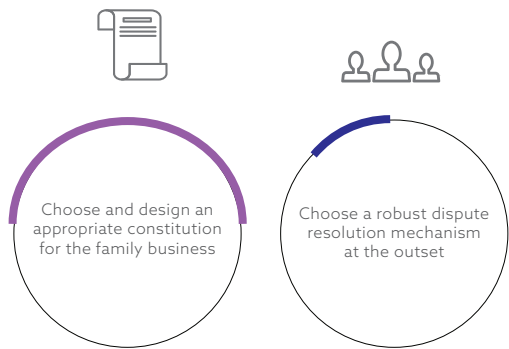 Choose and design an
appropriate constitution
for the family business
Choose a robust dispute
resolution mechanism
at the outset